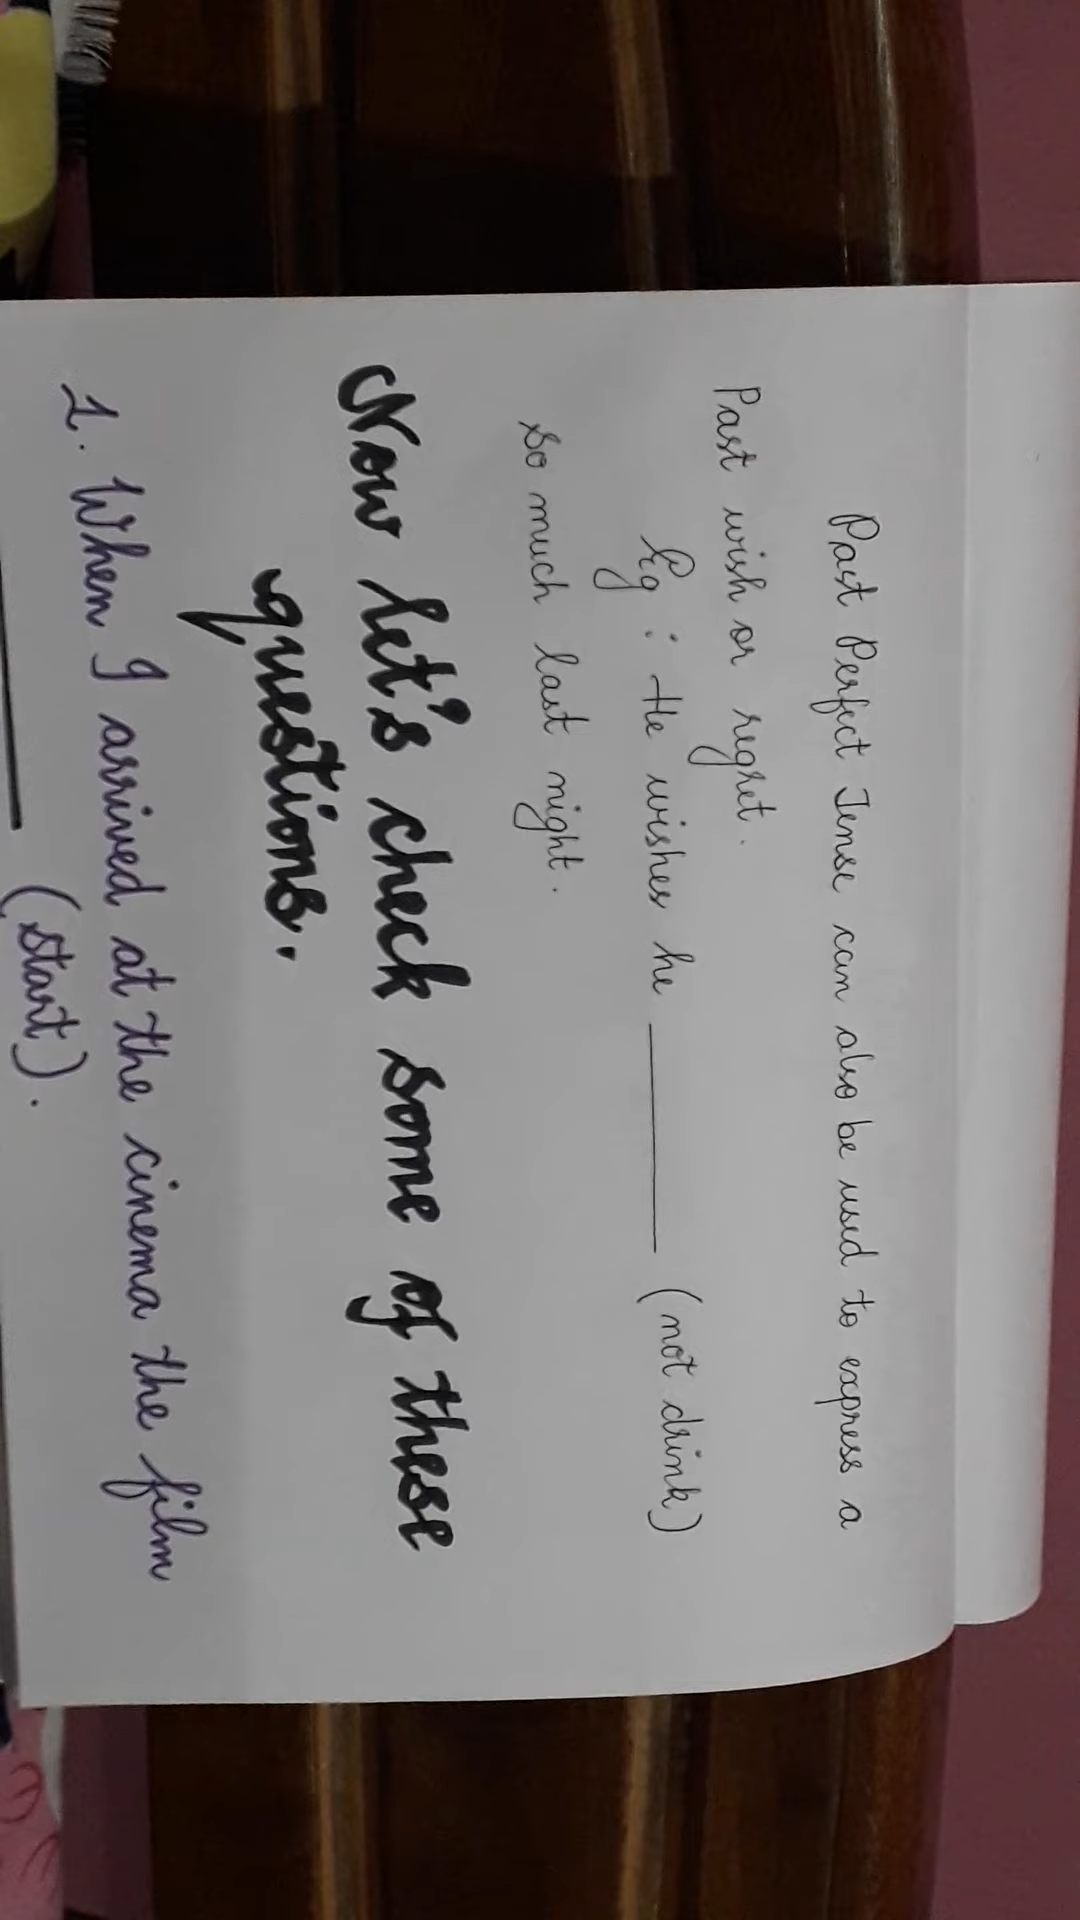 Past Perfect Tense can also be used to express a
Past wish or regret.
Eg : He wishes he ________ (not drink)
so much last night.
Now let's check some of these
questions.
1. When I arrived at the cinema the film
________ (start).